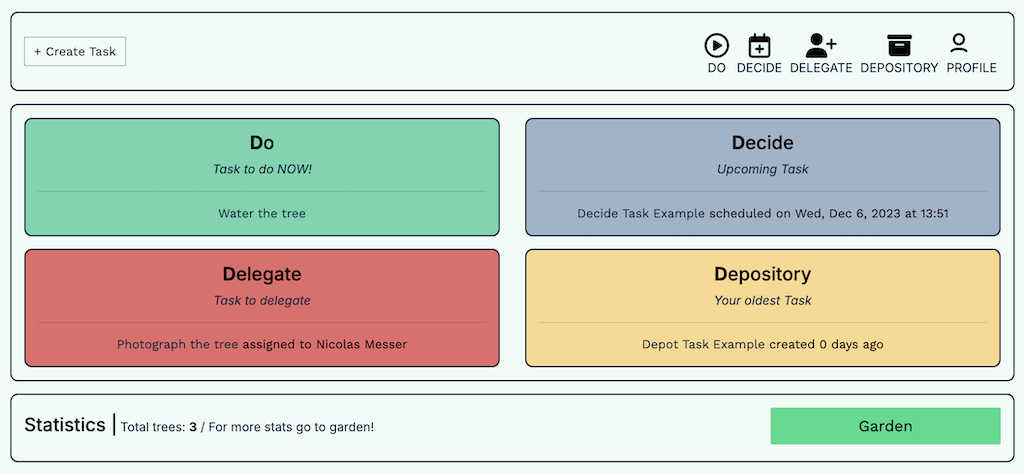 + Create Task
DO DECIDE DELEGATE DEPOSITORY PROFILE
Do
Task to do NOW!
Water the tree
Decide
Upcoming Task
Decide Task Example scheduled on Wed, Dec 6, 2023 at 13:51
Delegate
Task to delegate
Photograph the tree assigned to Nicolas Messer
Depository
Your oldest Task
Depot Task Example created 0 days ago
Statistics | Total trees: 3 / For more stats go to garden!
Garden